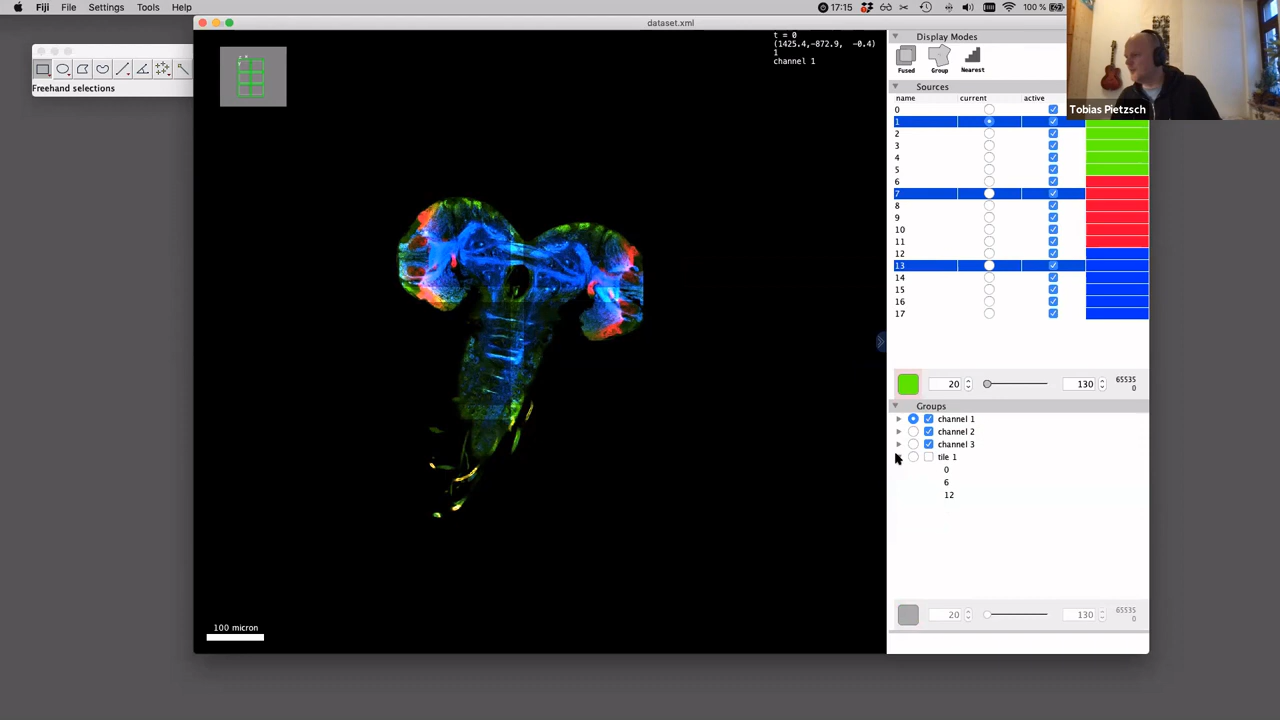 Fiji File Settings Tools Help
17:15 100 %
dataset.xml
Freehand selections
t = 0
(1425.4,-872.9, -0.4)
1
channel 1
100 micron
Display Modes
Fused Group Nearest
Tobias Pietzsch
Sources
name current active
0
1
2
3
4
5
6
7
8
9
10
11
12
13
14
15
16
17
20 130 65535
0
Groups
channel 1
channel 2
channel 3
tile 1
0
6
12
20 130 65535
0